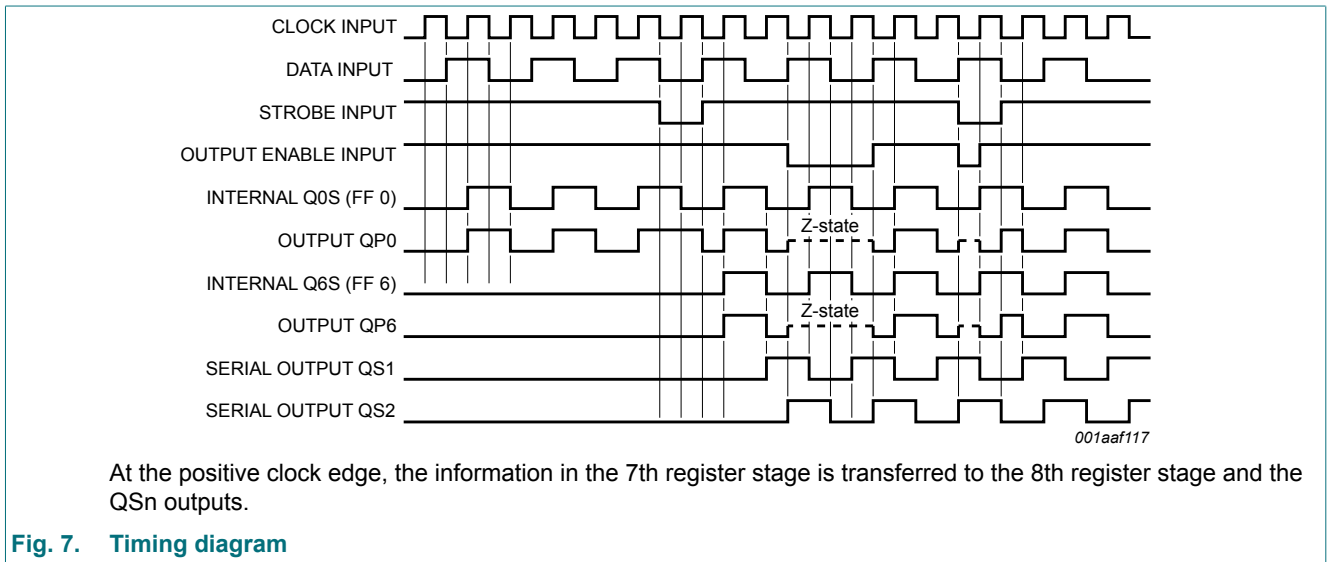 CLOCK INPUT
DATA INPUT
STROBE INPUT
OUTPUT ENABLE INPUT
INTERNAL Q0S (FF 0)
Z-state
OUTPUT QP0
INTERNAL Q6S (FF 6)
Z-state
OUTPUT QP6
SERIAL OUTPUT QS1
SERIAL OUTPUT QS2
001aaf117
At the positive clock edge, the information in the 7th register stage is transferred to the 8th register stage and the
QSn outputs.
Fig. 7. Timing diagram